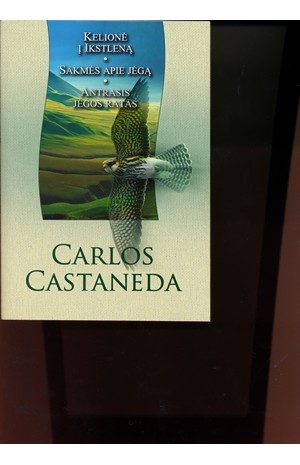 KELIONĖ
Į IKSTLENĄ
•
SAKMĖS APIE JĖGĄ
•
ANTRASIS
JĖGOS RATAS
CARLOS
CASTANEDA